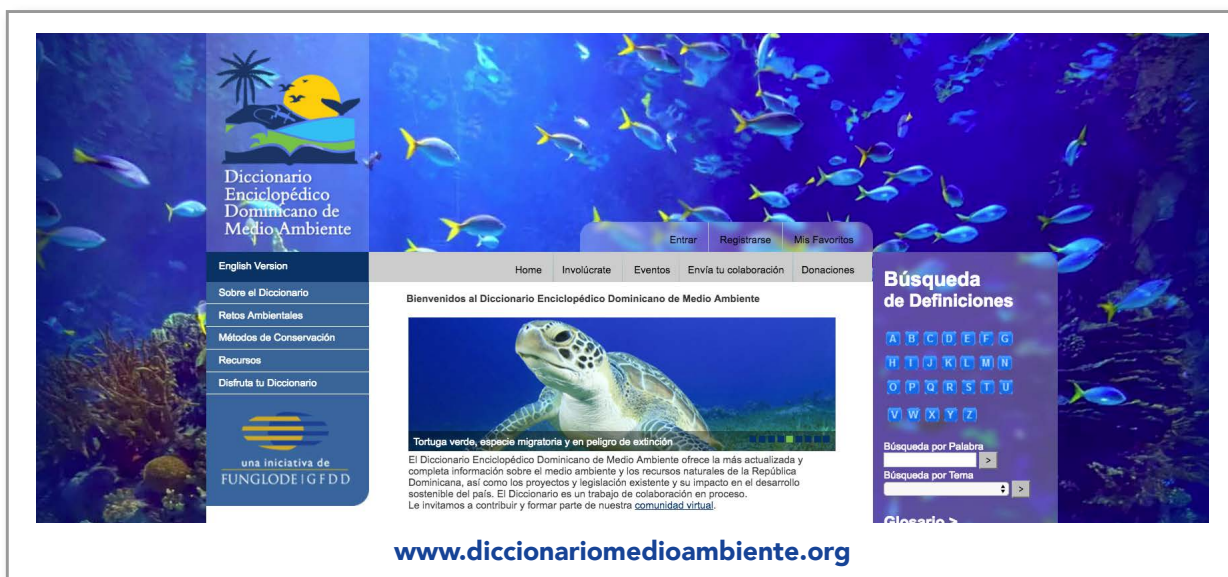 Diccionario
Enciclopédico
Dominicano de
Medio Ambiente
Entrar Registrarse Mis Favoritos
English Version
Home Involúcrate Eventos Envía tu colaboración Donaciones
Sobre el Diccionario
Retos Ambientales
Métodos de Conservación
Recursos
Disfruta tu Diccionario
una iniciativa de
FUNGLODE|GFDD
Bienvenidos al Diccionario Enciclopédico Dominicano de Medio Ambiente
Tortuga verde, especie migratoria y en peligro de extinción
El Diccionario Enciclopédico Dominicano de Medio Ambiente ofrece la más actualizada y
completa información sobre el medio ambiente y los recursos naturales de la República
Dominicana, así como los proyectos y legislación existente y su impacto en el desarrollo
sostenible del país. El Diccionario es un trabajo de colaboración en proceso.
Le invitamos a contribuir y formar parte de nuestra comunidad virtual.
Búsqueda
de Definiciones
A B C D E F G
H I J K L M N
O P Q R S T U
V W X Y Z
Búsqueda por Palabra
>
Búsqueda por Tema
>
Glosario >
www.diccionariomedioambiente.org